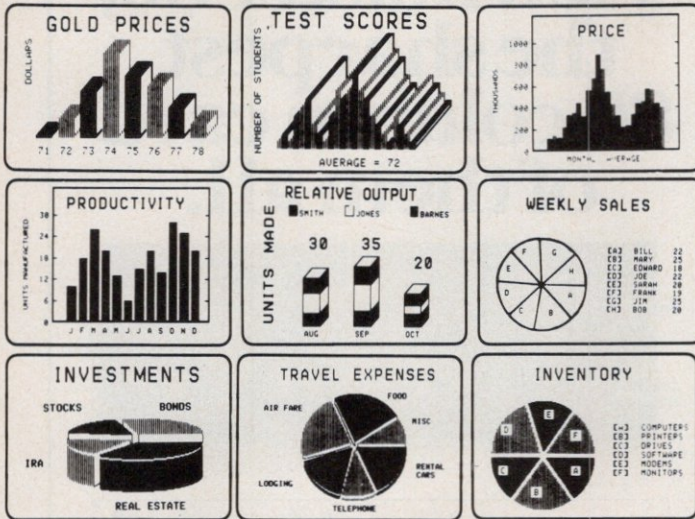 GOLD PRICES
DOLLAPS
71 72 73 74 75 76 77 78
TEST SCORES
NUMBER OF STUDENTS
AVERAGE = 72
PRICE
THOUSANDS
1000
800
600
400
200
0
MONTHL AVERAGE
PRODUCTIVITY
UNITS MANUFACTURED
30
24
18
12
6
0
J F M A M J J A S O N D
RELATIVE OUTPUT
SMITH JONES BARNES
UNITS MADE
30 35 20
AUG SEP OCT
WEEKLY SALES
F G
E H
D A
C B
[A] BILL 22
[B] MARY 25
[C] EDWARD 18
[D] JOE 22
[E] SARAH 20
[F] FRANK 19
[G] JIM 25
[H] BOB 20
INVESTMENTS
STOCKS BONDS
IRA
REAL ESTATE
TRAVEL EXPENSES
FOOD
AIR FARE
MISC
RENTAL
CARS
LODGING
TELEPHONE
INVENTORY
E
D F
C A
B
COMPUTERS
[B] PRINTERS
[C] DRIVES
[D] SOFTWARE
[E] MODEMS
[F] MONITORS